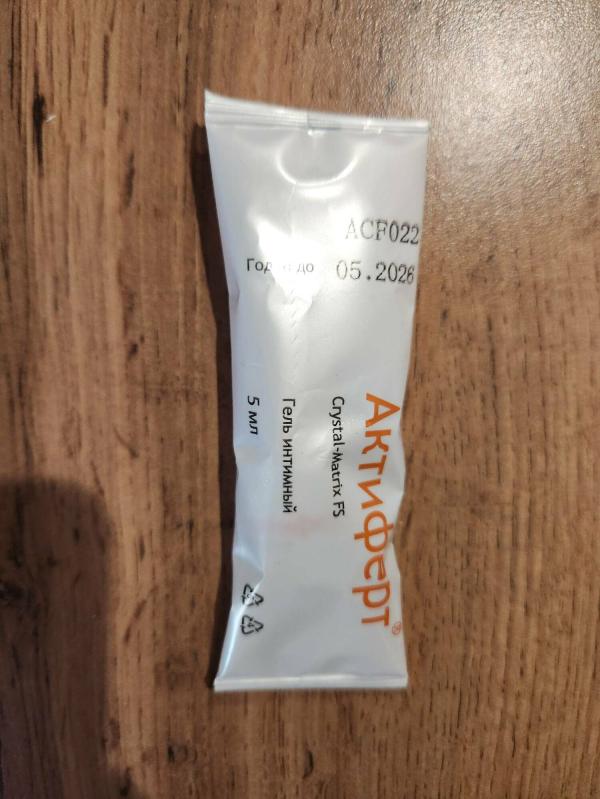 ACF022
Годен до 05.2026
Актиферт®
Crystal-Matrix FS
Гель интимный
5 мл